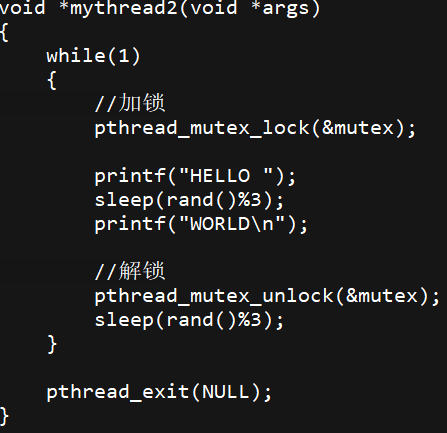 void *mythread2(void *args)
{
    while(1)
    {
        //加锁
        pthread_mutex_lock(&mutex);

        printf("HELLO ");
        sleep(rand()%3);
        printf("WORLD\n");

        //解锁
        pthread_mutex_unlock(&mutex);
        sleep(rand()%3);
    }

    pthread_exit(NULL);
}